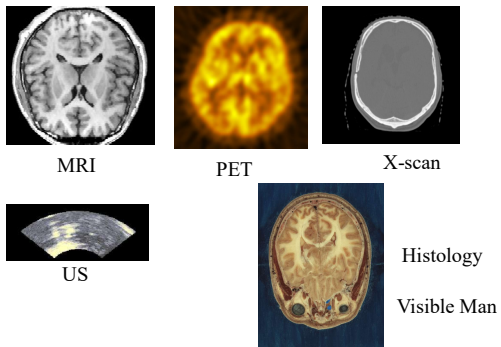 MRI
PET
X-scan
US
Histology
Visible Man